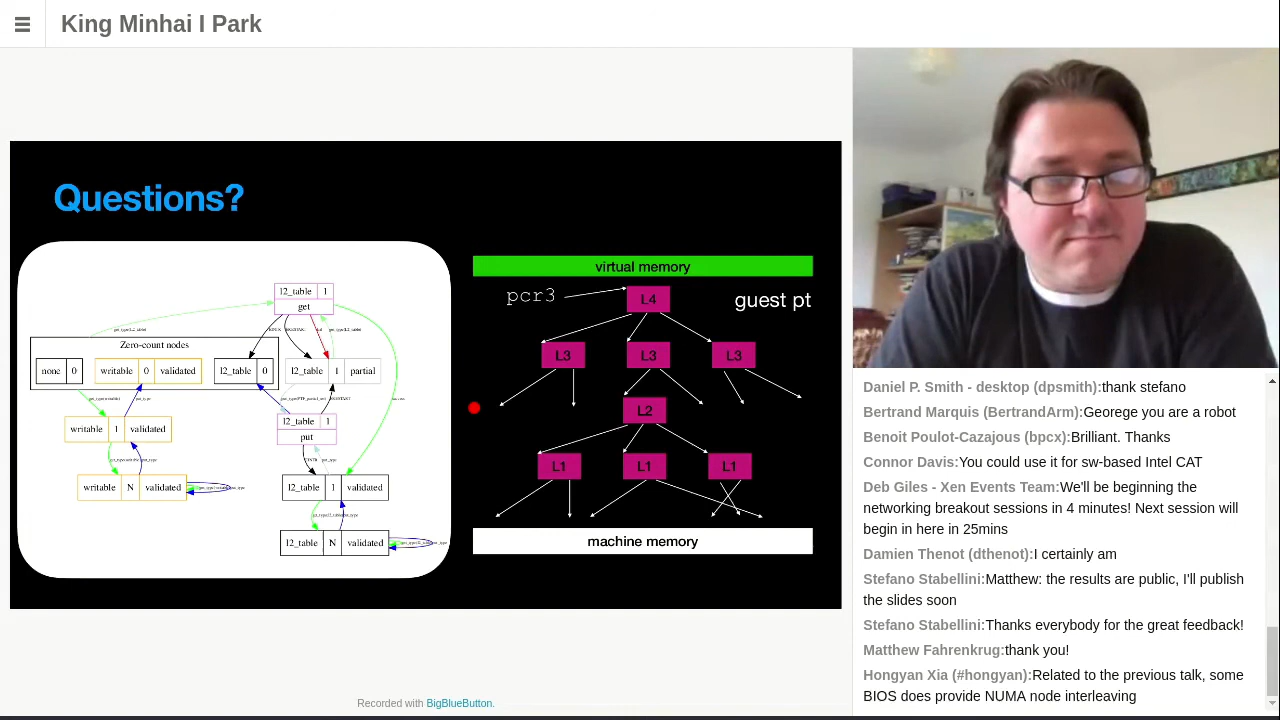 King Minhai I Park
Questions?
l2_table 1
get
Zero-count nodes
none 0
writable 0 validated
l2_table 0
l2_table 1 partial
writable 1 validated
l2_table 1
put
writable N validated
l2_table 1 validated
l2_table N validated
virtual memory
pcr3
L4
guest pt
L3 L3 L3
L2
L1 L1 L1
machine memory
Recorded with BigBlueButton.
Daniel P. Smith - desktop (dpsmith):thank stefano
Bertrand Marquis (BertrandArm):Georege you are a robot
Benoit Poulot-Cazajous (bpcx):Brilliant. Thanks
Connor Davis:You could use it for sw-based Intel CAT
Deb Giles - Xen Events Team:We'll be beginning the
networking breakout sessions in 4 minutes! Next session will
begin in here in 25mins
Damien Thenot (dthenot):I certainly am
Stefano Stabellini:Matthew: the results are public, I'll publish
the slides soon
Stefano Stabellini:Thanks everybody for the great feedback!
Matthew Fahrenkrug:thank you!
Hongyan Xia (#hongyan):Related to the previous talk, some
BIOS does provide NUMA node interleaving